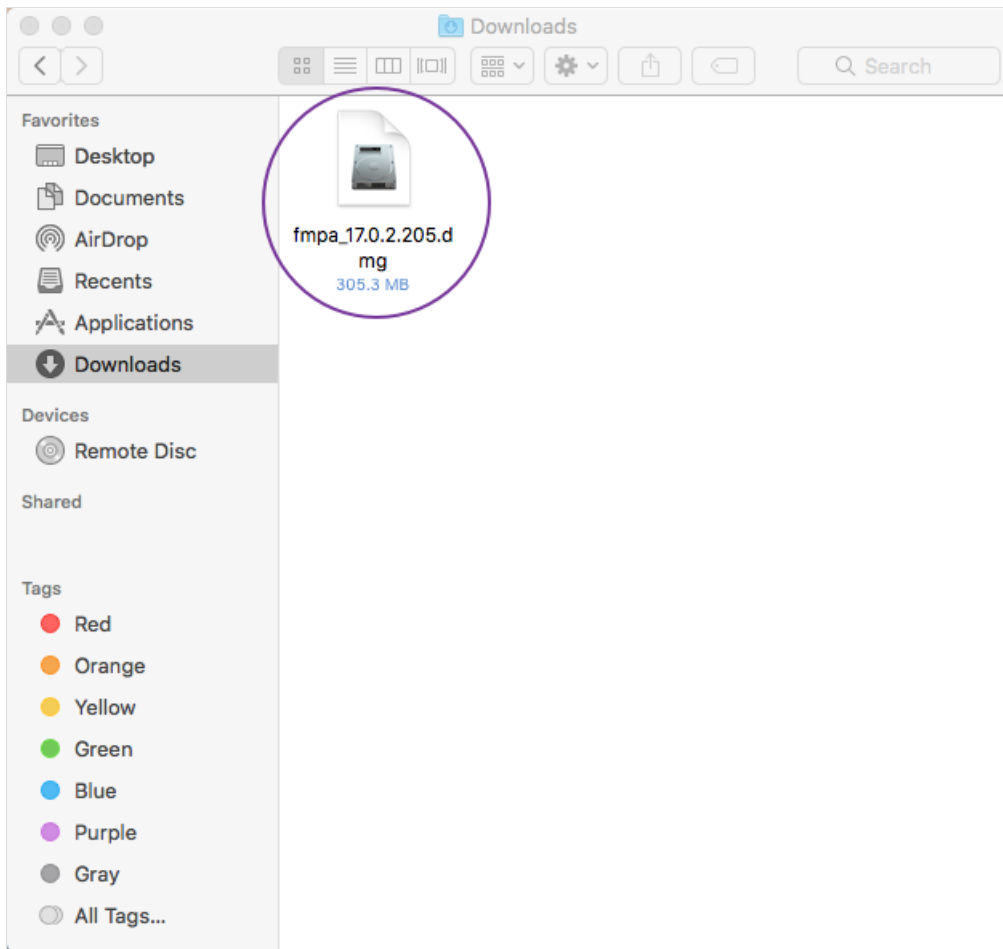 Downloads
Search
Favorites
Desktop
Documents
AirDrop
Recents
Applications
Downloads
Devices
Remote Disc
Shared
Tags
Red
Orange
Yellow
Green
Blue
Purple
Gray
All Tags...
fmpa_17.0.2.205.d
mg
305.3 MB